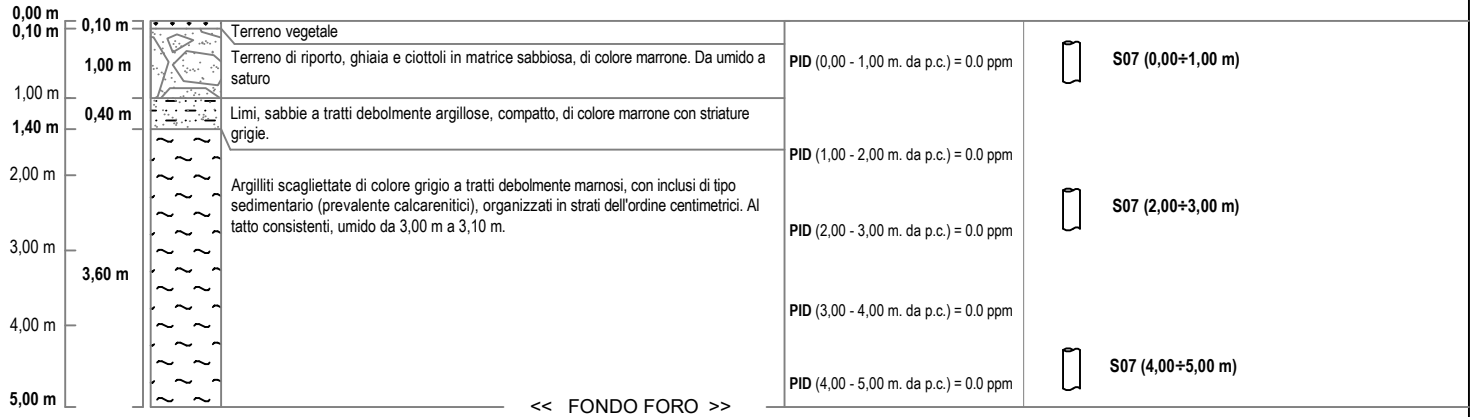 0,00 m
0,10 m
0,10 m
1,00 m
1,00 m
0,40 m
1,40 m
2,00 m
3,00 m
3,60 m
4,00 m
5,00 m
Terreno vegetale
Terreno di riporto, ghiaia e ciottoli in matrice sabbiosa, di colore marrone. Da umido a
saturo
Limi, sabbie a tratti debolmente argillose, compatto, di colore marrone con striature
grigie.
Argilliti scagliettate di colore grigio a tratti debolmente marnosi, con inclusi di tipo
sedimentario (prevalente calcarenitici), organizzati in strati dell'ordine centimetrici. Al
tatto consistenti, umido da 3,00 m a 3,10 m.
<< FONDO FORO >>
PID (0,00 - 1,00 m. da p.c.) = 0.0 ppm
PID (1,00 - 2,00 m. da p.c.) = 0.0 ppm
PID (2,00 - 3,00 m. da p.c.) = 0.0 ppm
PID (3,00 - 4,00 m. da p.c.) = 0.0 ppm
PID (4,00 - 5,00 m. da p.c.) = 0.0 ppm
S07 (0,00÷1,00 m)
S07 (2,00÷3,00 m)
S07 (4,00÷5,00 m)